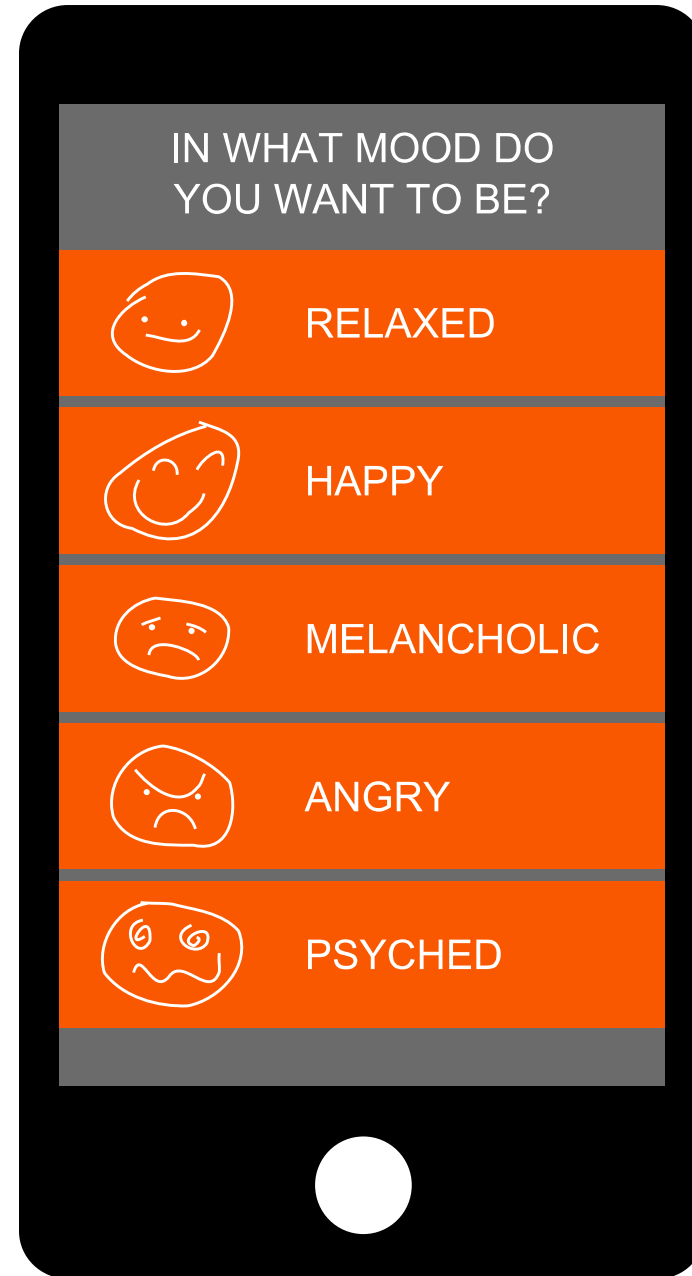 IN WHAT MOOD DO
YOU WANT TO BE?
RELAXED
HAPPY
MELANCHOLIC
ANGRY
PSYCHED